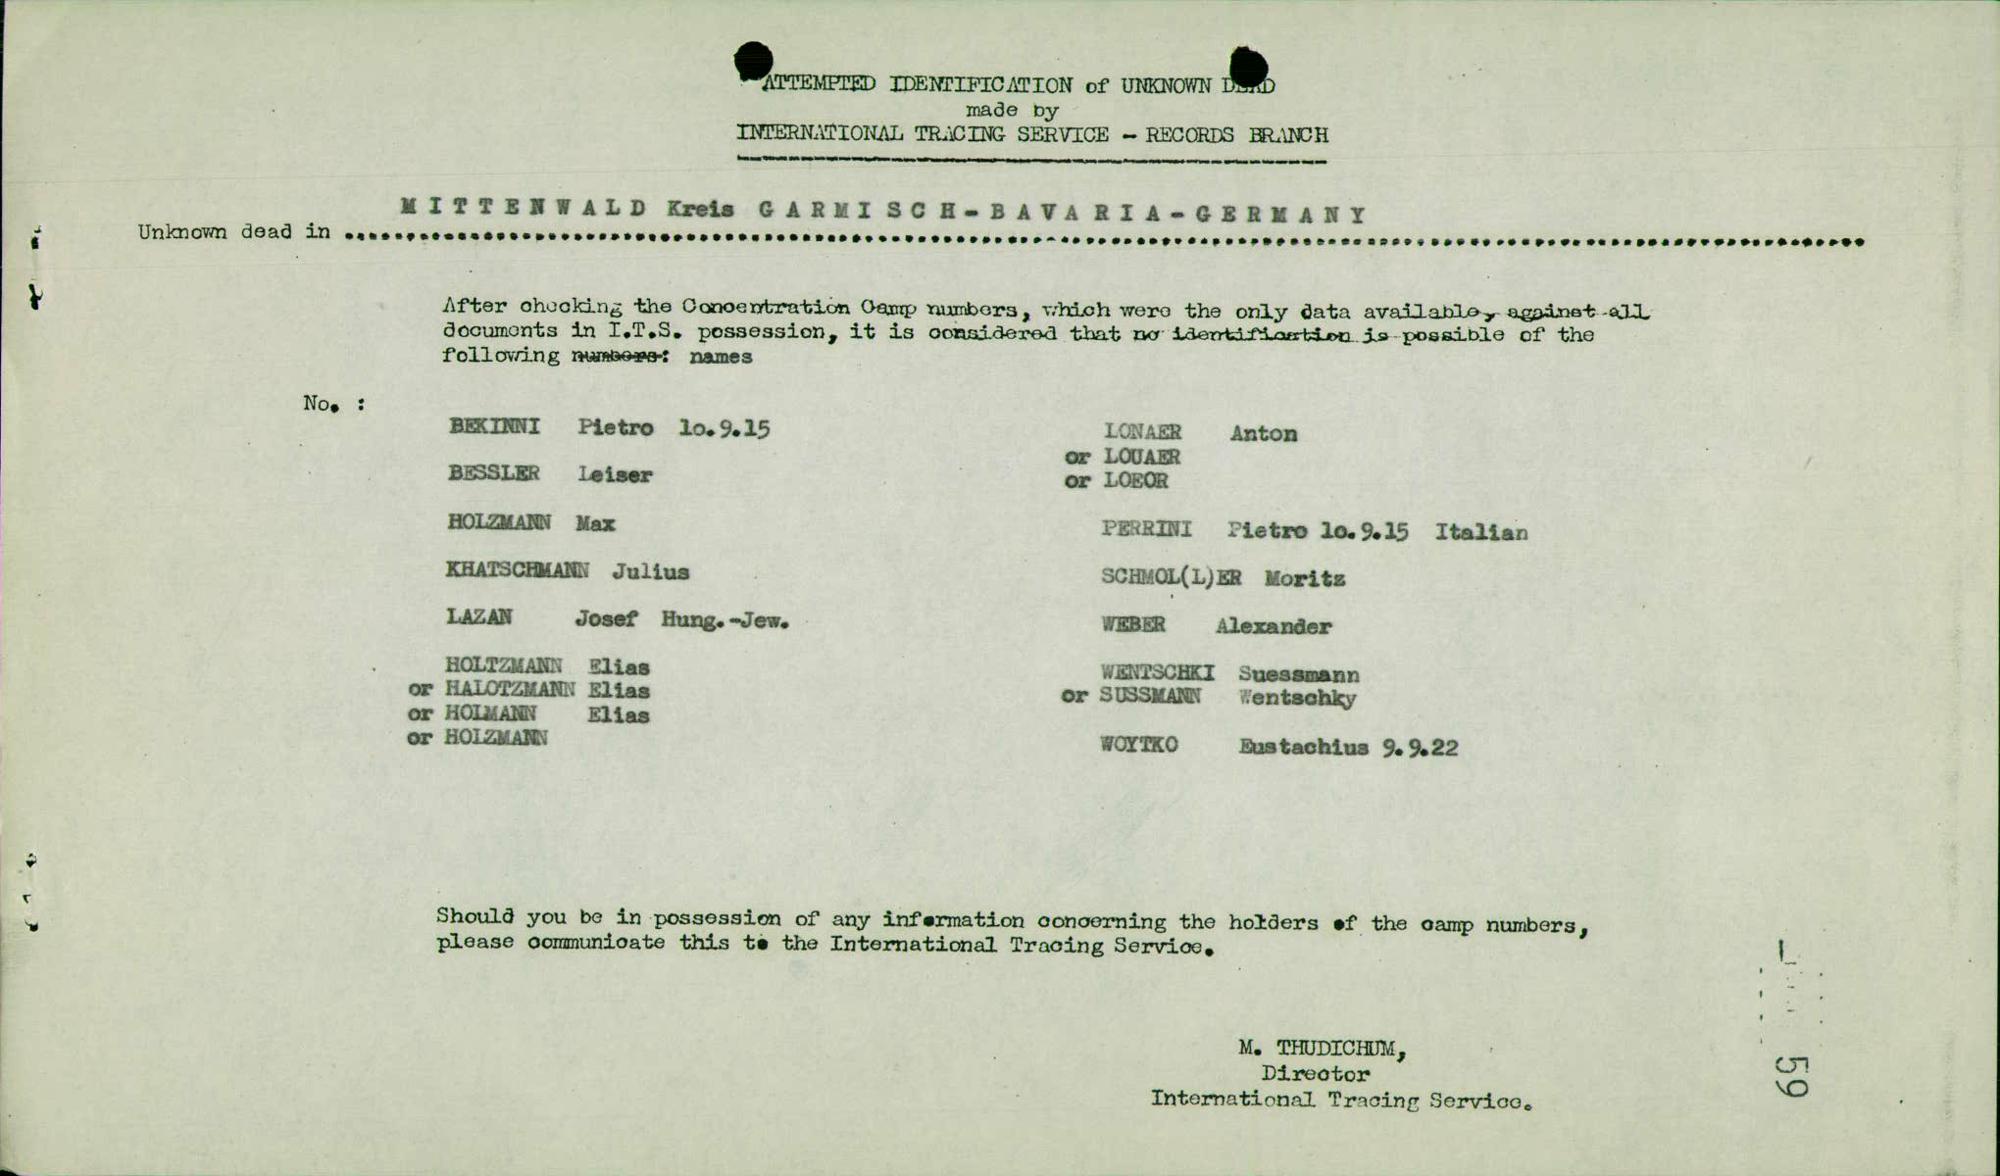 ATTEMPTED IDENTIFICATION of UNKNOWN DEAD
made by
INTERNATIONAL TRACING SERVICE - RECORDS BRANCH
MITTENWALD Kreis GARMISCH-BAVARIA-GERMANY
Unknown dead in
After checking the Concentration Camp numbers, which were the only data available, against all
documents in I.T.S. possession, it is considered that no identification is possible of the
following numbers: names
No. :
BEKINNI Pietro 10.9.15
BESSLER Leiser
HOLZMANN Max
KHATSCHMANN Julius
LAZAN Josef Hung.-Jew.
HOLTZMANN Elias
or HALOTZMANN Elias
or HOLMANN Elias
or HOLZMANN
LONAER Anton
or LOUAER
or LOEOR
PERRINI Pietro 10.9.15 Italian
SCHMOL(L)ER Moritz
WEBER Alexander
WENTSCHKI Suessmann
or SUSSMANN Wentschky
WOYTKO Eustachius 9.9.22
Should you be in possession of any information concerning the holders of the camp numbers,
please communicate this to the International Tracing Service.
M. THUDICHUM,
Director
International Tracing Service.
59